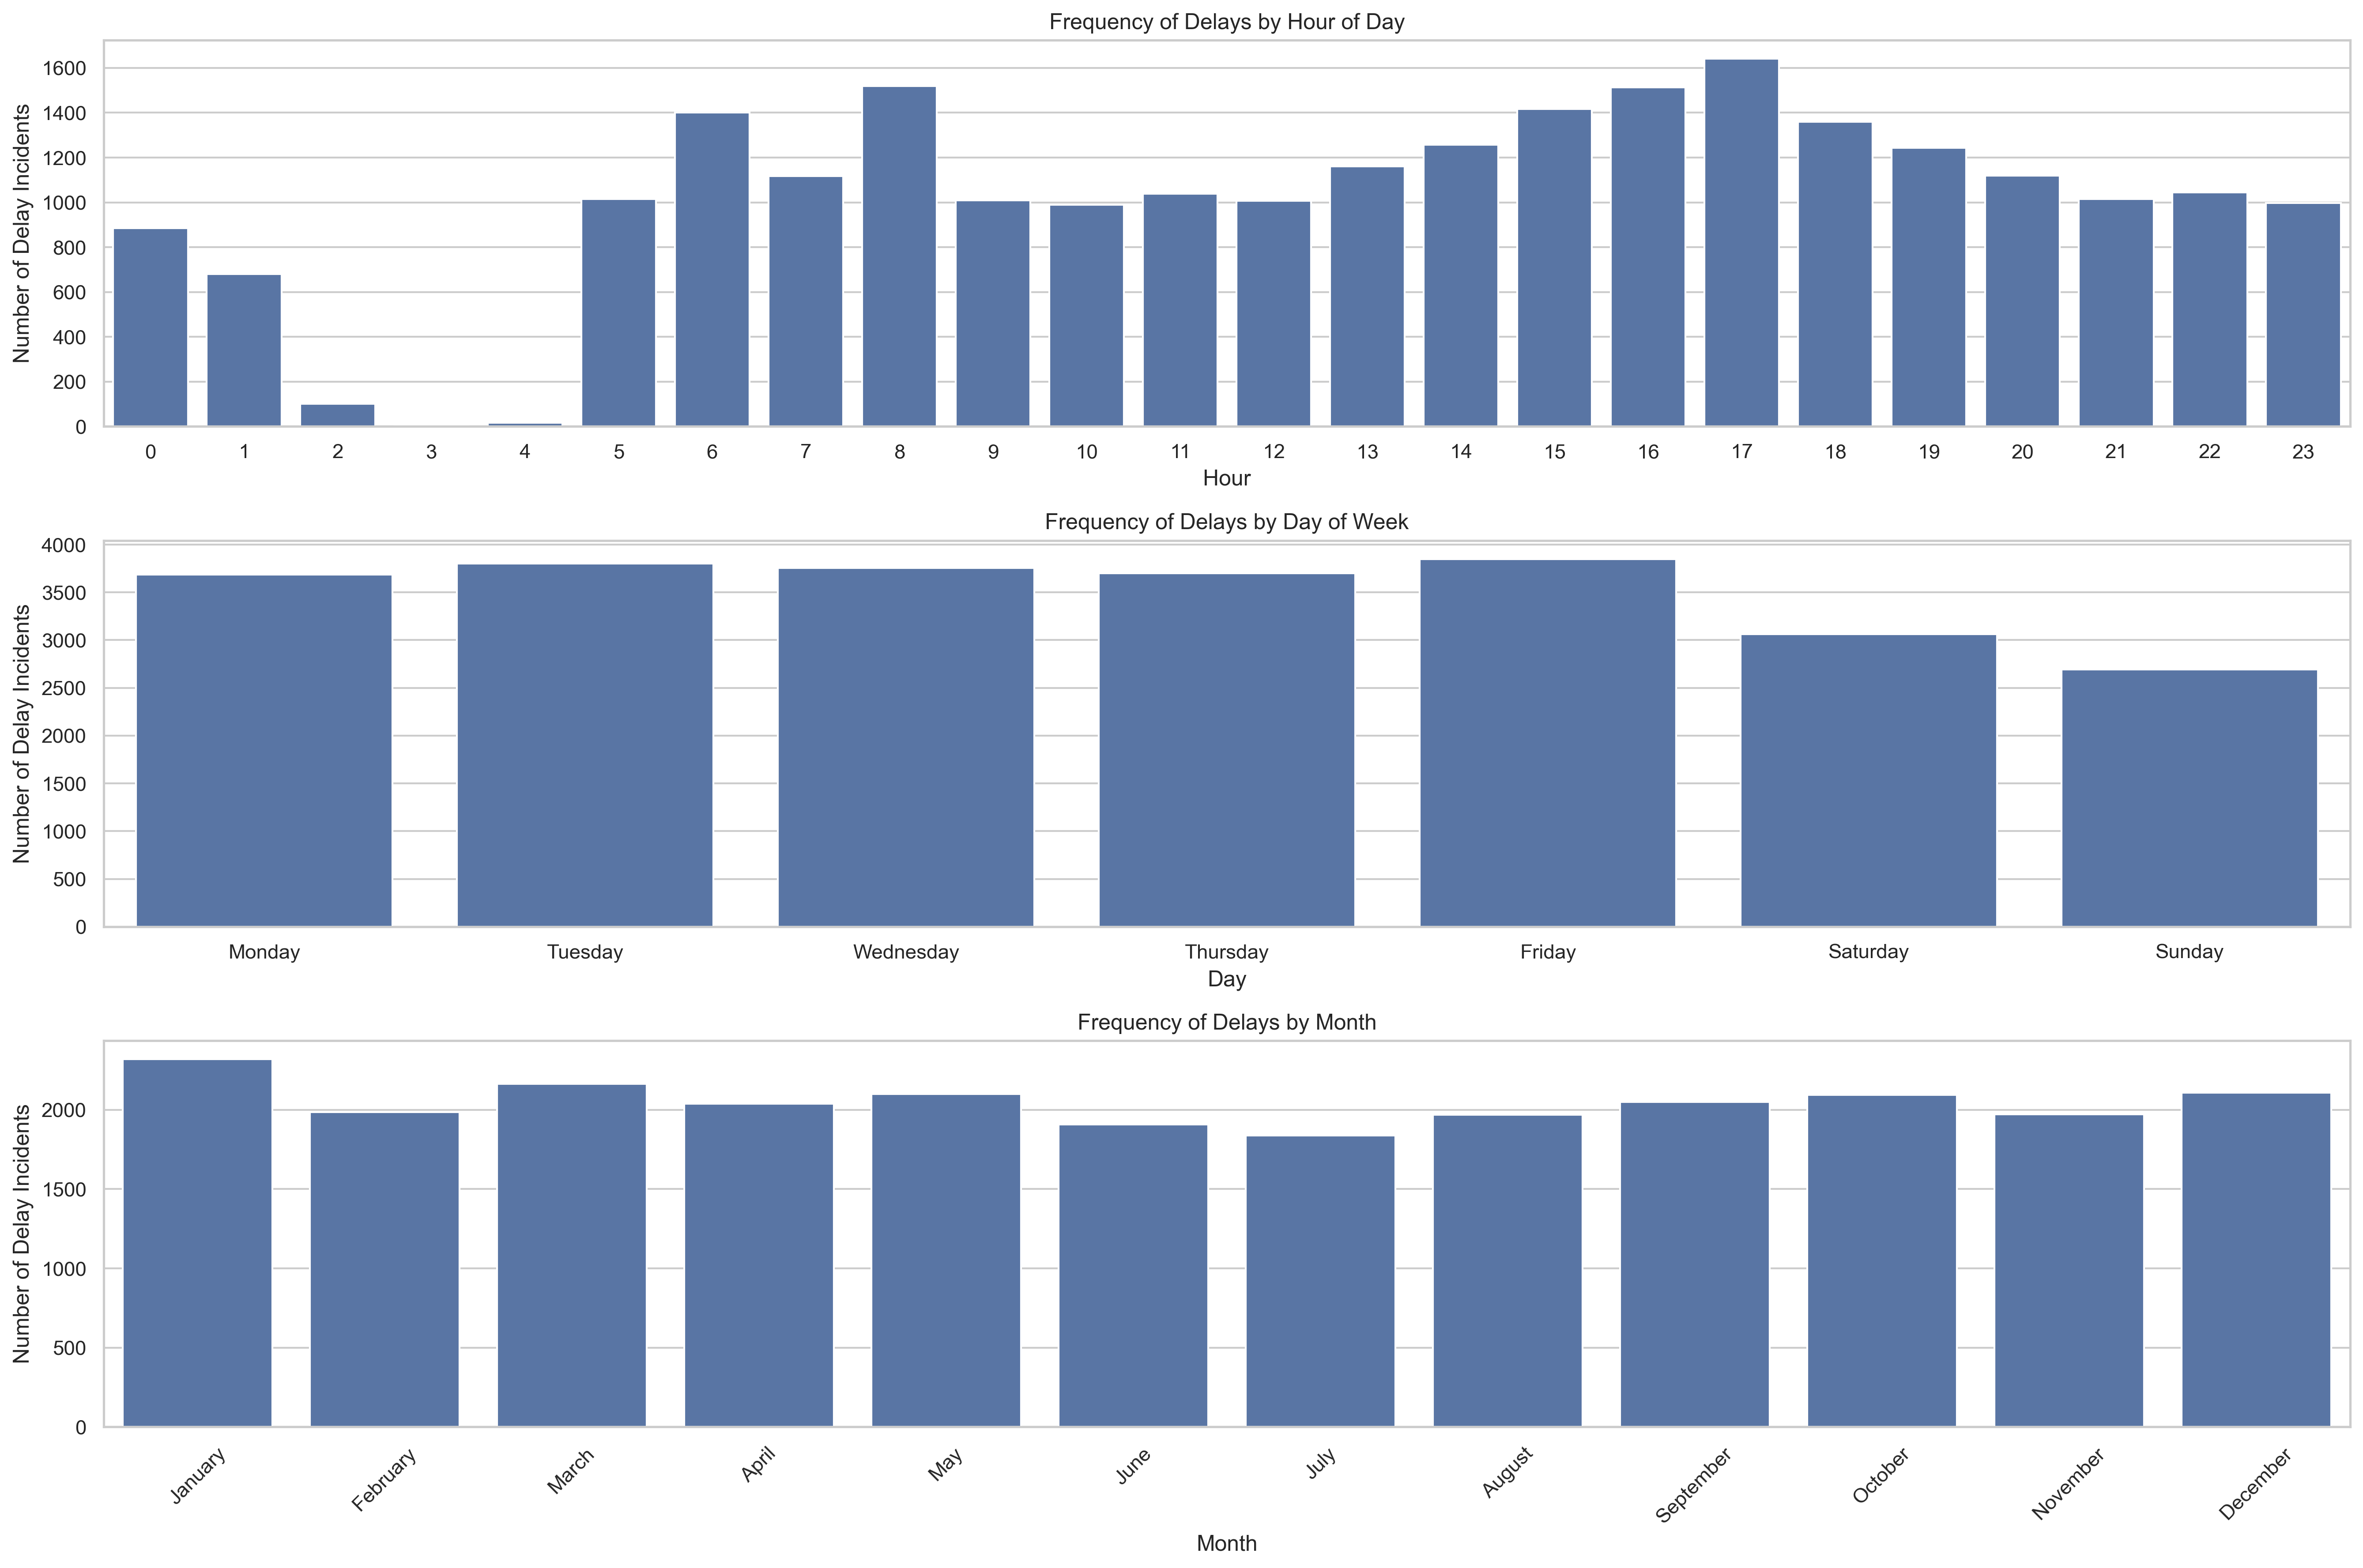 Frequency of Delays by Hour of Day
Number of Delay Incidents
1600
1400
1200
1000
800
600
400
200
0
0 1 2 3 4 5 6 7 8 9 10 11 12 13 14 15 16 17 18 19 20 21 22 23
Hour
Frequency of Delays by Day of Week
Number of Delay Incidents
4000
3500
3000
2500
2000
1500
1000
500
0
Monday Tuesday Wednesday Thursday Friday Saturday Sunday
Day
Frequency of Delays by Month
Number of Delay Incidents
2000
1500
1000
500
0
January February March April May June July August September October November December
Month